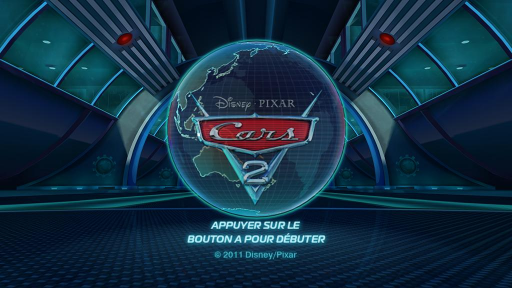 Disney · PIXAR
Cars
2
APPUYER SUR LE
BOUTON A POUR DÉBUTER
© 2011 Disney/Pixar